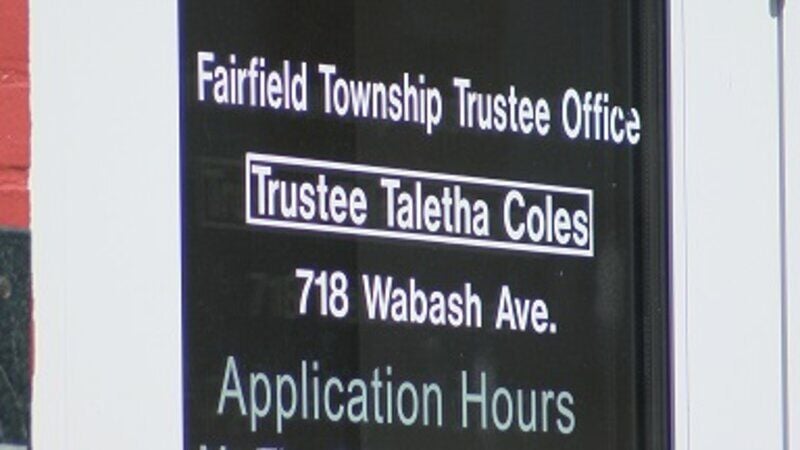 Fairfield Township Trustee Office
Trustee Taletha Coles
718 Wabash Ave.
Application Hours